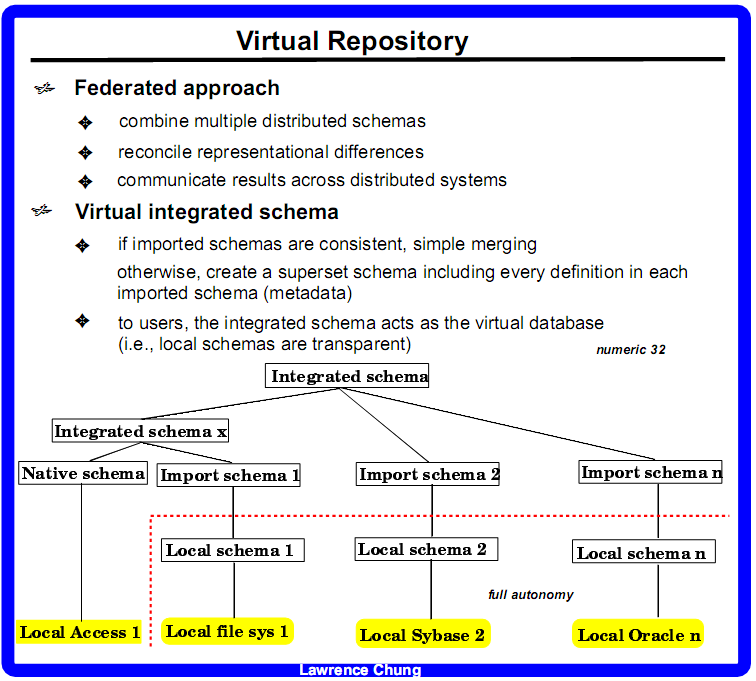 Virtual Repository
Federated approach
combine multiple distributed schemas
reconcile representational differences
communicate results across distributed systems
Virtual integrated schema
if imported schemas are consistent, simple merging
otherwise, create a superset schema including every definition in each
imported schema (metadata)
to users, the integrated schema acts as the virtual database
(i.e., local schemas are transparent)
numeric 32
Integrated schema
Integrated schema x
Native schema
Import schema 1
Import schema 2
Import schema n
Local schema 1
Local schema 2
Local schema n
full autonomy
Local Access 1
Local file sys 1
Local Sybase 2
Local Oracle n
Lawrence Chung